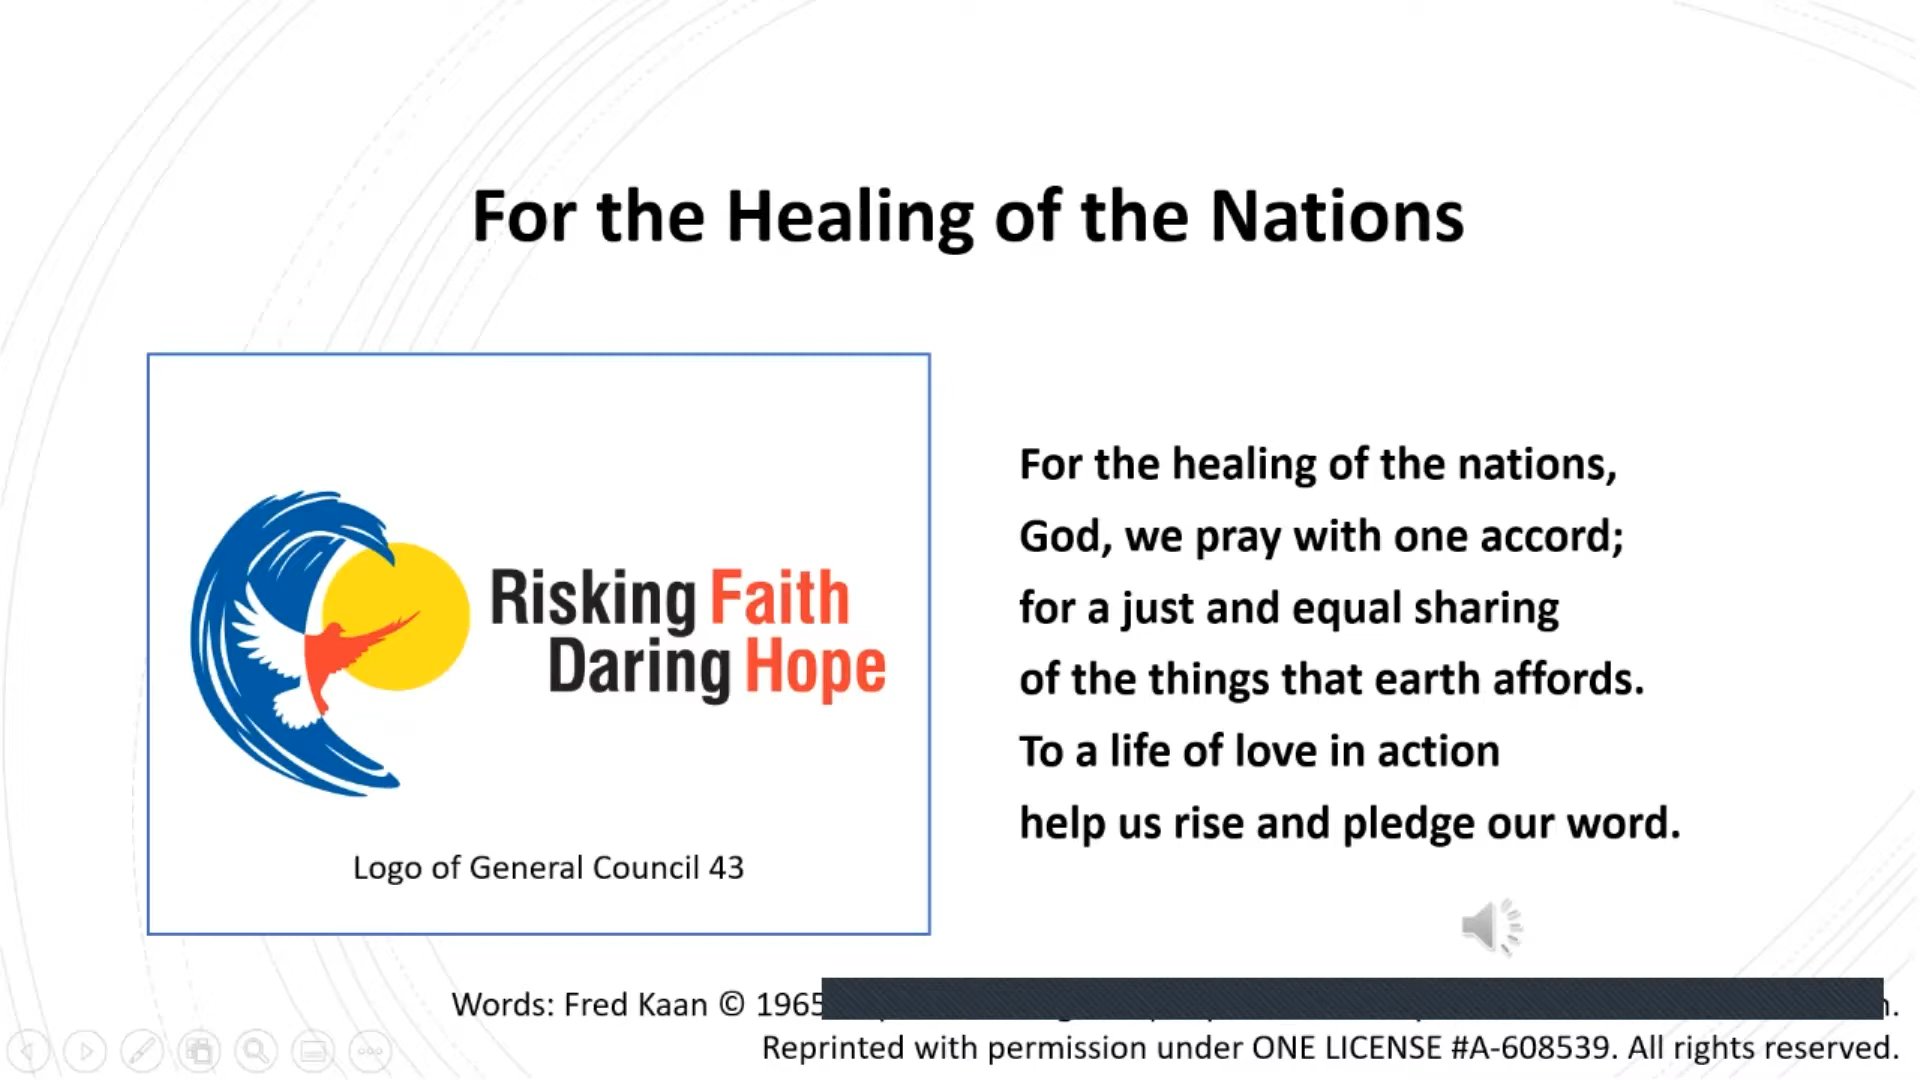 For the Healing of the Nations
Risking Faith
Daring Hope
Logo of General Council 43
For the healing of the nations,
God, we pray with one accord;
for a just and equal sharing
of the things that earth affords.
To a life of love in action
help us rise and pledge our word.
Words: Fred Kaan © 1965
Reprinted with permission under ONE LICENSE #A-608539. All rights reserved.